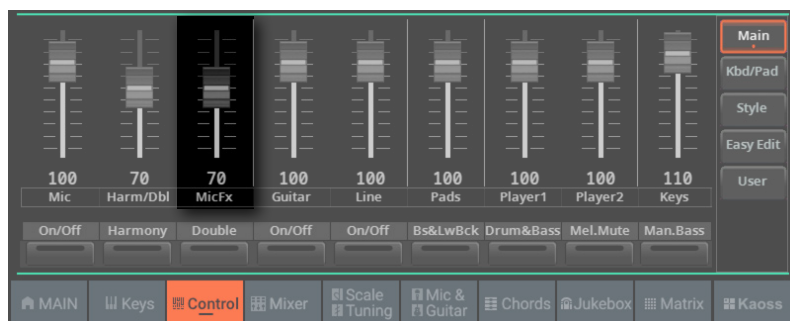 Main
Kbd/Pad
Style
Easy Edit
User
100 70 70 100 100 100 100 100 110
Mic Harm/Dbl MicFx Guitar Line Pads Player1 Player2 Keys
On/Off Harmony Double On/Off On/Off Bs&LwBck Drum&Bass Mel.Mute Man.Bass
MAIN Keys Control Mixer Scale Tuning Mic & Guitar Chords Jukebox Matrix Kaoss